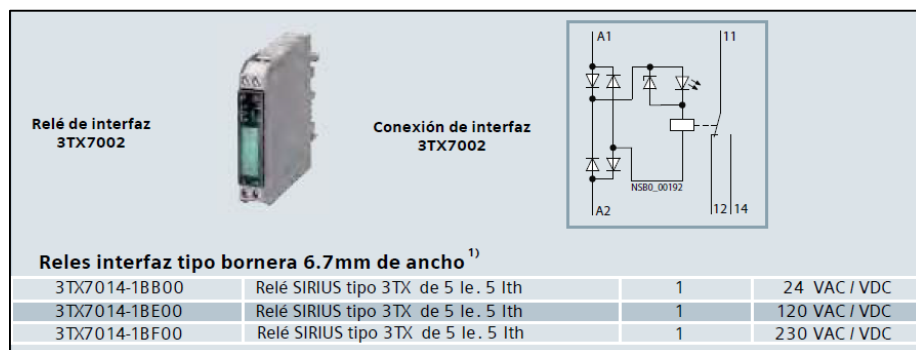 Relé de interfaz
3TX7002
Conexión de interfaz
3TX7002
A1
11
NSB0_00192
A2
12
14
Reles interfaz tipo bornera 6.7mm de ancho 1)
3TX7014-1BB00 Relé SIRIUS tipo 3TX de 5 Ie. 5 Ith 1 24 VAC / VDC
3TX7014-1BE00 Relé SIRIUS tipo 3TX de 5 Ie. 5 Ith 1 120 VAC / VDC
3TX7014-1BF00 Relé SIRIUS tipo 3TX de 5 Ie. 5 Ith 1 230 VAC / VDC